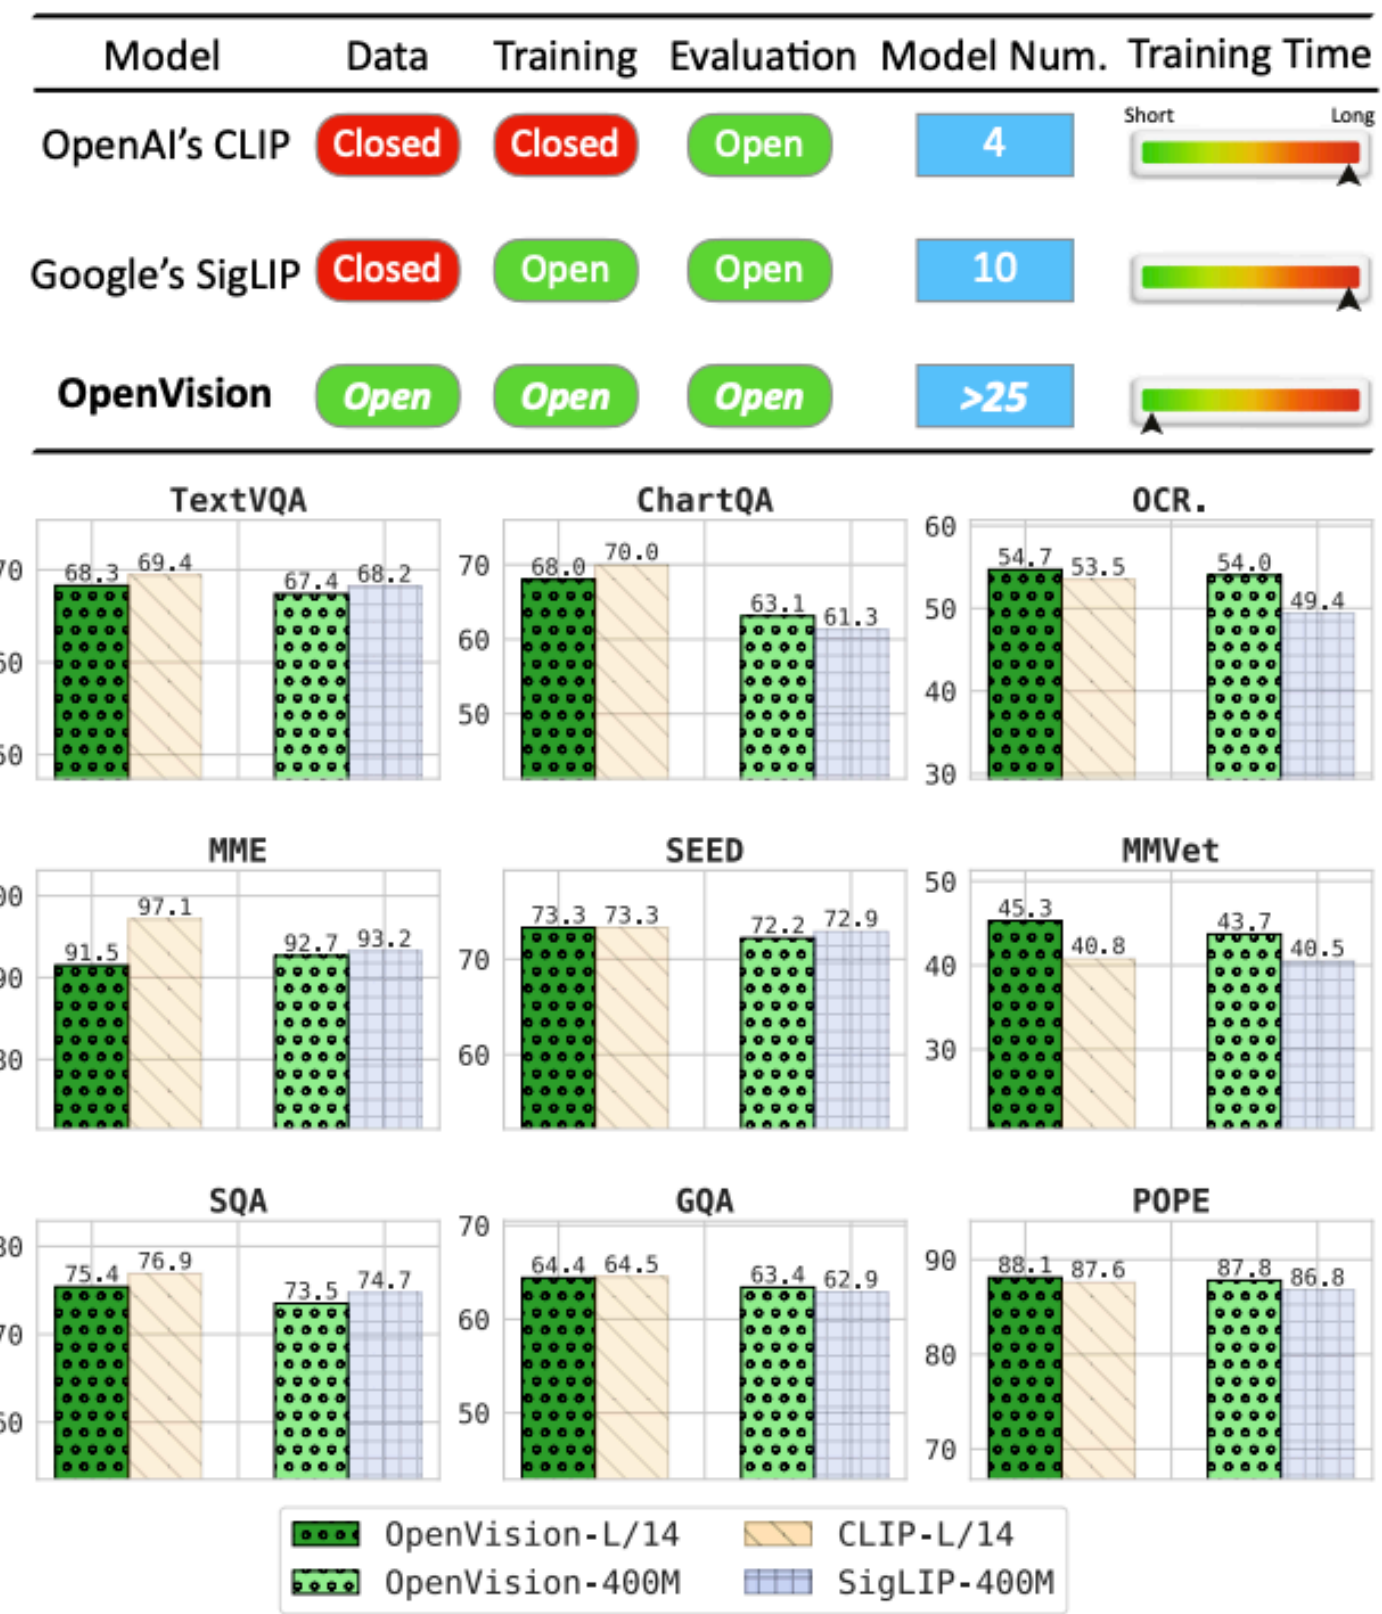 Model Data Training Evaluation Model Num. Training Time
Short Long
OpenAI's CLIP Closed Closed Open 4
Google's SigLIP Closed Open Open 10
OpenVision Open Open Open >25
TextVQA ChartQA OCR.
68.3 69.4 67.4 68.2
70 60 50
68.0 70.0 63.1 61.3
60 50 40 30
54.7 53.5 54.0 49.4
MME SEED MMVet
91.5 97.1 92.7 93.2
70 60
73.3 73.3 72.2 72.9
50 40 30
45.3 40.8 43.7 40.5
SQA GQA POPE
75.4 76.9 73.5 74.7
70 60 50
64.4 64.5 63.4 62.9
90 80 70
88.1 87.6 87.8 86.8
OpenVision-L/14 CLIP-L/14
OpenVision-400M SigLIP-400M